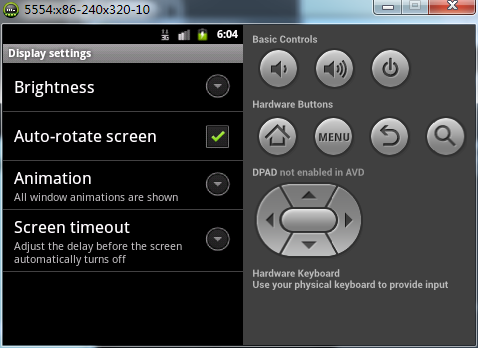 5554:x86-240x320-10
3G
6:04
Display settings
Brightness
Auto-rotate screen
Animation
All window animations are shown
Screen timeout
Adjust the delay before the screen
automatically turns off
Basic Controls
Hardware Buttons
MENU
DPAD not enabled in AVD
Hardware Keyboard
Use your physical keyboard to provide input